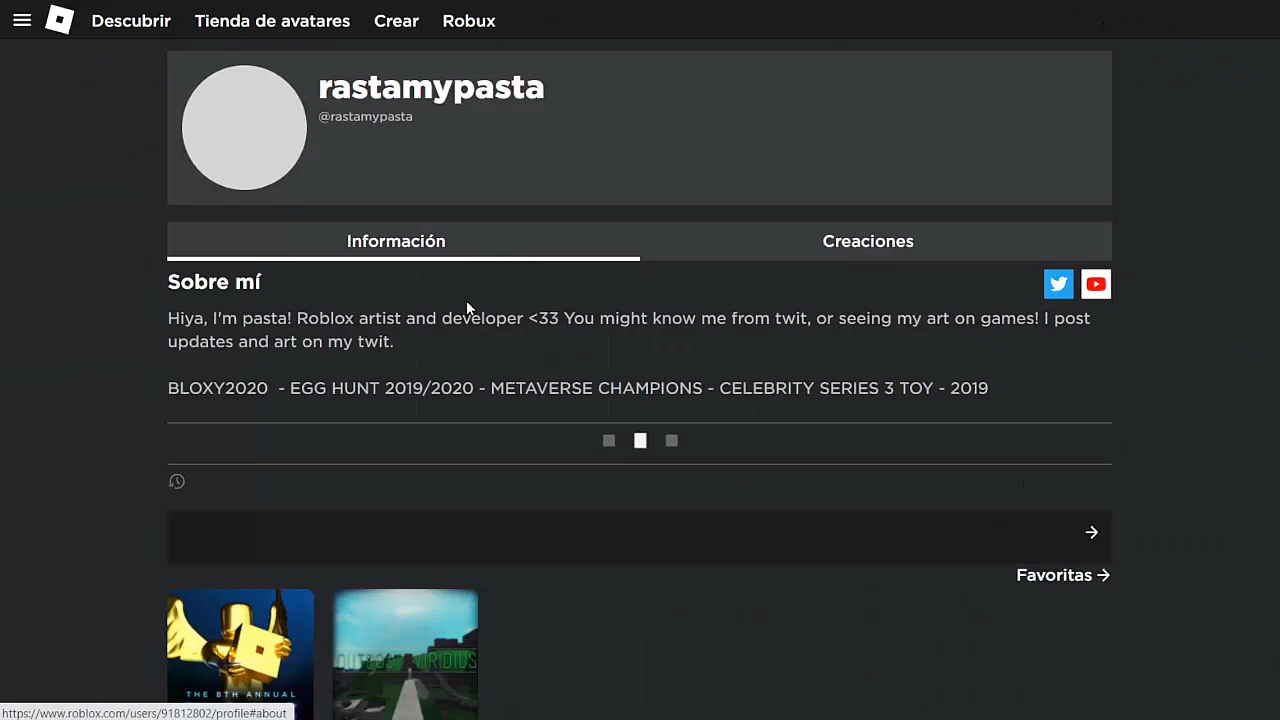 Descubrir Tienda de avatares Crear Robux
rastamypasta
@rastamypasta
Información Creaciones
Sobre mí
Hiya, I'm pasta! Roblox artist and developer <33 You might know me from twit, or seeing my art on games! I post
updates and art on my twit.
BLOXY2020 - EGG HUNT 2019/2020 - METAVERSE CHAMPIONS - CELEBRITY SERIES 3 TOY - 2019
Favoritas
VIRIDIUS
THE 8TH ANNUAL
https://www.roblox.com/users/91812802/profile#about